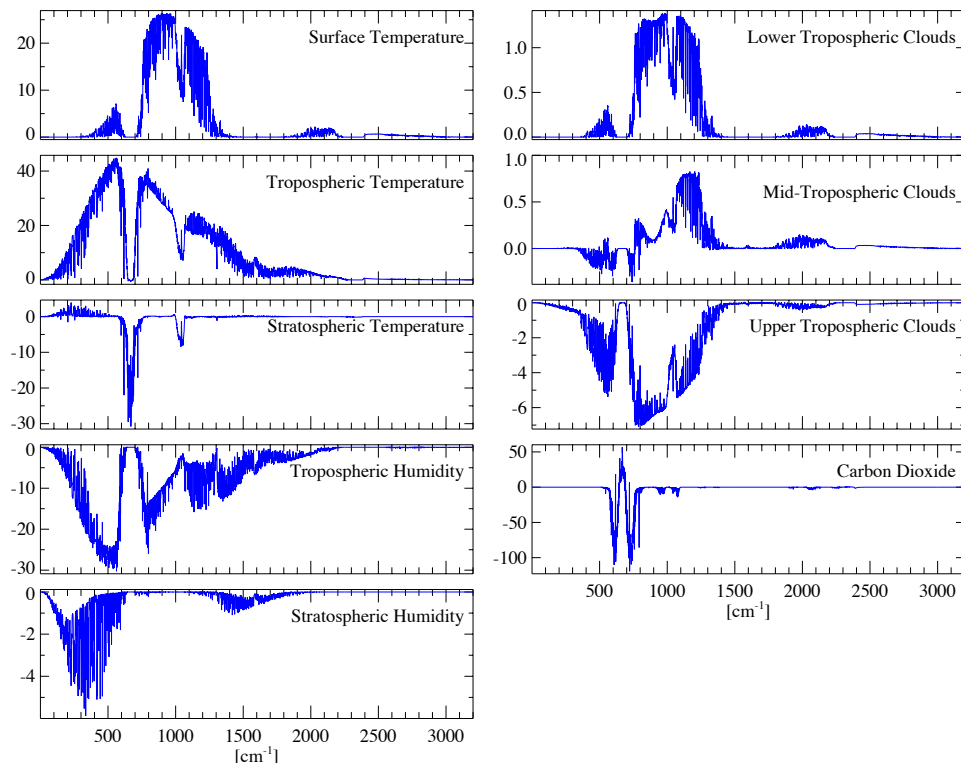 Surface Temperature
20
10
0
Tropospheric Temperature
40
20
0
Stratospheric Temperature
0
-10
-20
-30
Tropospheric Humidity
0
-10
-20
-30
Stratospheric Humidity
0
-2
-4
500 1000 1500 2000 2500 3000
[cm-1]
Lower Tropospheric Clouds
1.0
0.5
0.0
Mid-Tropospheric Clouds
1.0
0.5
0.0
Upper Tropospheric Clouds
0
-2
-4
-6
Carbon Dioxide
50
0
-50
-100
500 1000 1500 2000 2500 3000
[cm-1]